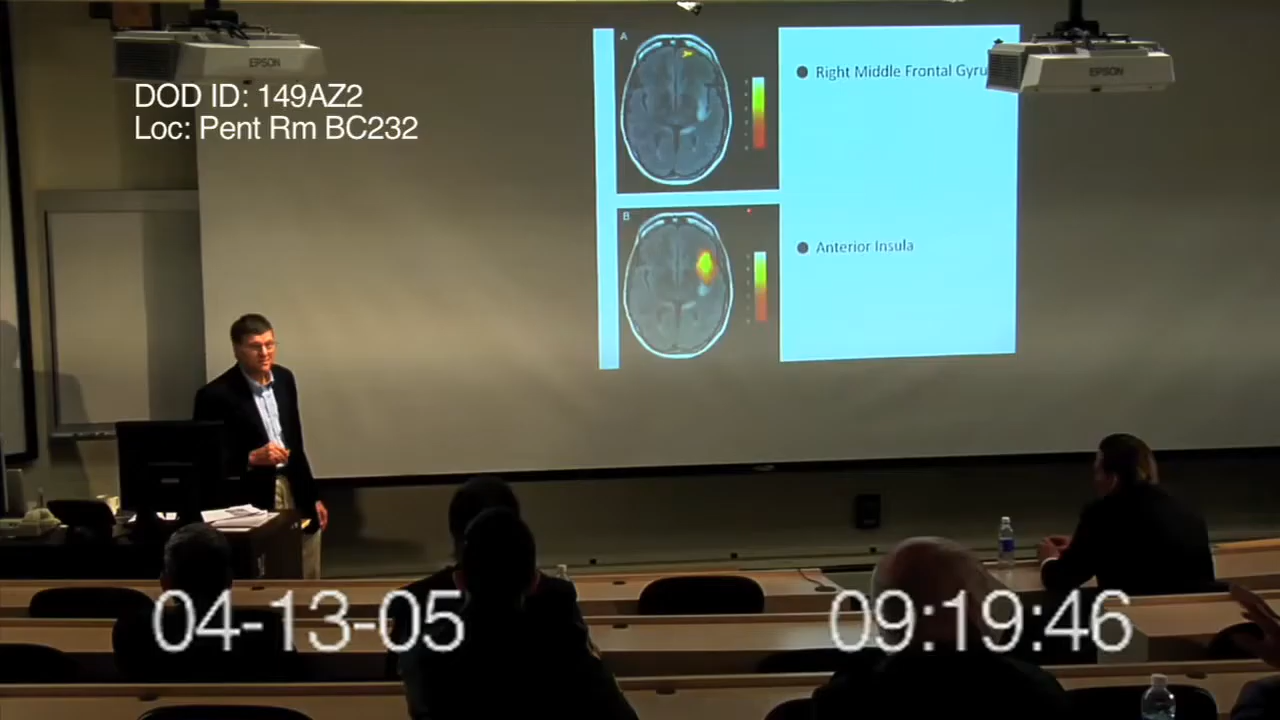 EPSON
EPSON
DOD ID: 149AZ2
Loc: Pent Rm BC232
A
Right Middle Frontal Gyru
B
Anterior Insula
04-13-05
09:19:46